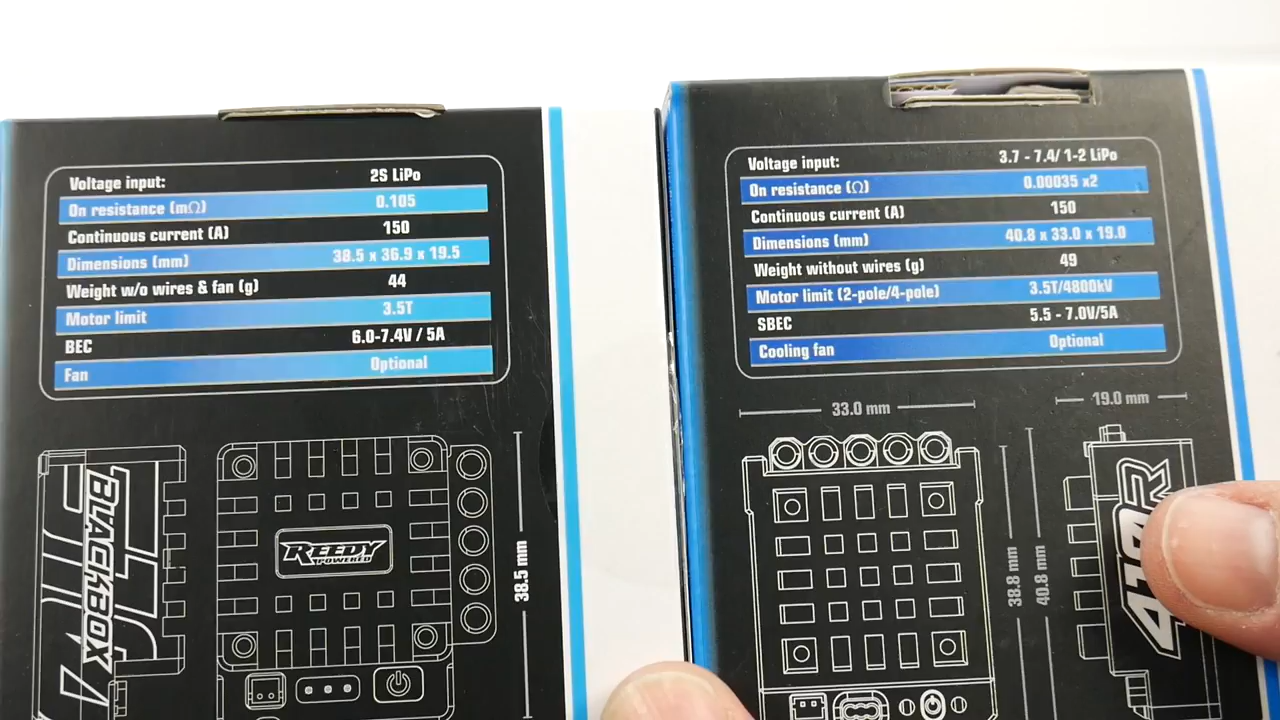 Voltage input: 2S LiPo
On resistance (mΩ) 0.105
Continuous current (A) 150
Dimensions (mm) 38.5 x 36.9 x 19.5
Weight w/o wires & fan (g) 44
Motor limit 3.5T
BEC 6.0-7.4V / 5A
Fan Optional
BLACKBOX
REEDY
POWERED
38.5 mm
Voltage input: 3.7 - 7.4/ 1-2 LiPo
On resistance (Ω) 0.00035 x2
Continuous current (A) 150
Dimensions (mm) 40.8 x 33.0 x 19.0
Weight without wires (g) 49
Motor limit (2-pole/4-pole) 3.5T/4800kV
SBEC 5.5 - 7.0V/5A
Cooling fan Optional
33.0 mm
19.0 mm
38.8 mm
40.8 mm
410R